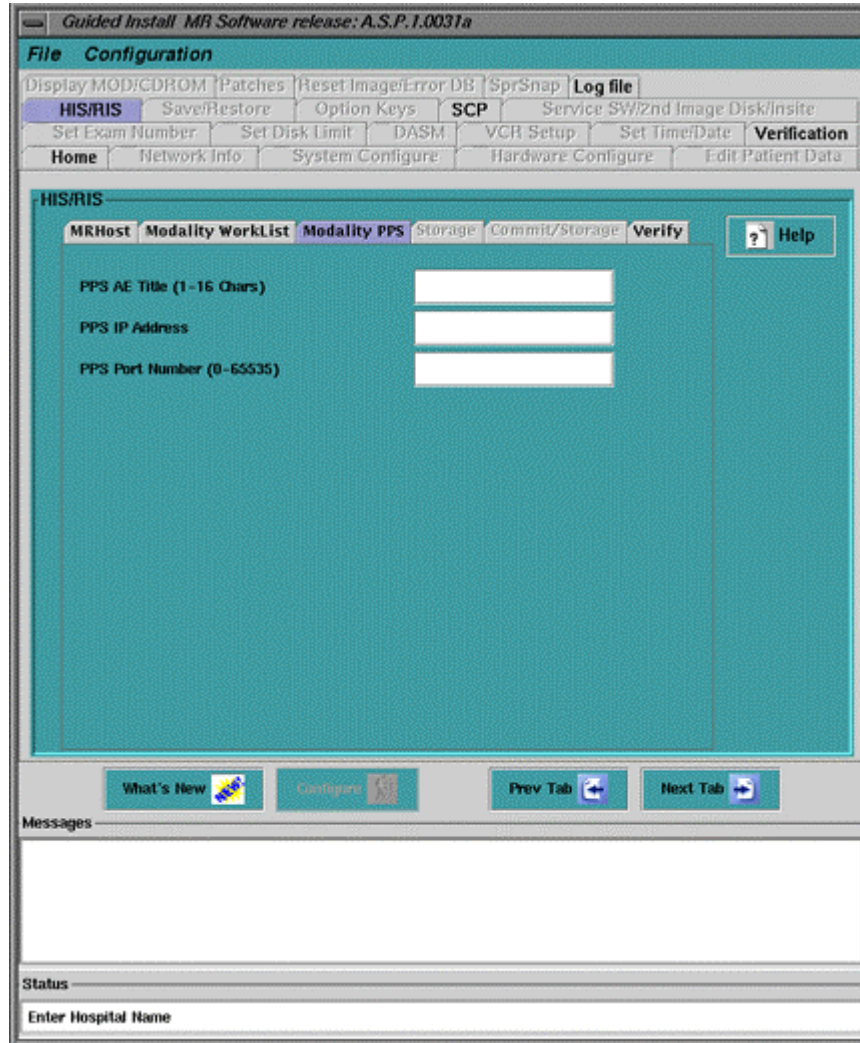 Guided Install MR Software release: A.S.P.1.0031a
File Configuration
Display MOD/CDROM Patches Reset Image/Error DB SprSnap Log file
HIS/RIS Save/Restore Option Keys SCP Service SW/2nd Image Disk/Insite
Set Exam Number Set Disk Limit DASM VCR Setup Set Time/Date Verification
Home Network Info System Configure Hardware Configure Edit Patient Data
HIS/RIS
MRHost Modality WorkList Modality PPS Storage Commit/Storage Verify
? Help
PPS AE Title (1-16 Chars)
PPS IP Address
PPS Port Number (0-65535)
What's New NEW! Configure Prev Tab Next Tab
Messages
Status
Enter Hospital Name